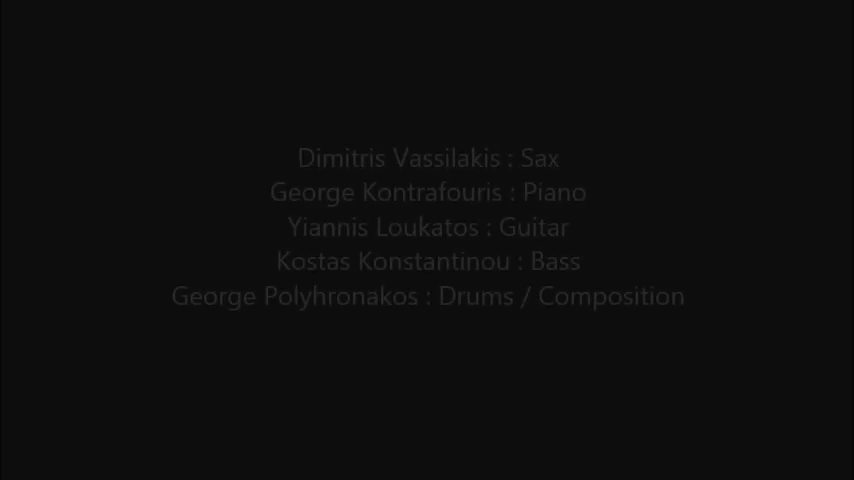 Dimitris Vassilakis : Sax
George Kontrafouris : Piano
Yiannis Loukatos : Guitar
Kostas Konstantinou : Bass
George Polyhronakos : Drums / Composition